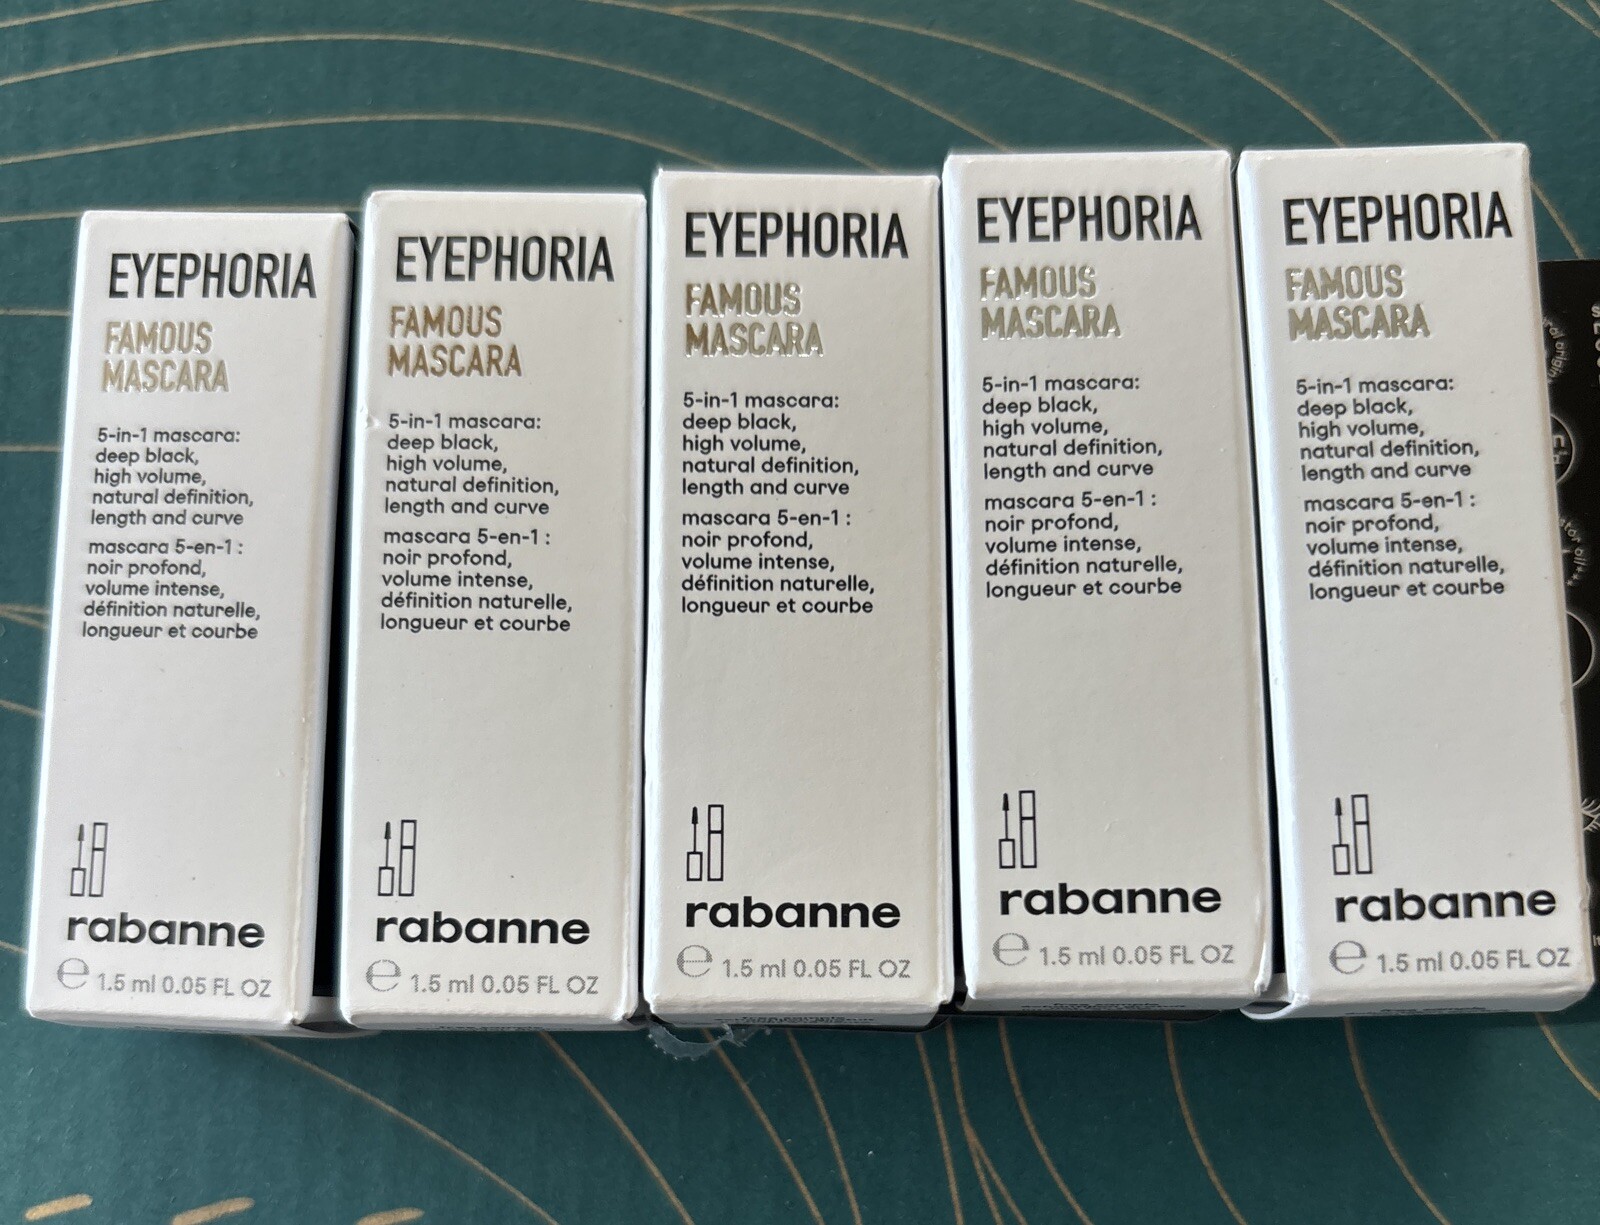 EYEPHORIA
FAMOUS
MASCARA
5-in-1 mascara:
deep black,
high volume,
natural definition,
length and curve
mascara 5-en-1 :
noir profond,
volume intense,
définition naturelle,
longueur et courbe
rabanne
℮ 1.5 ml 0.05 FL OZ
EYEPHORIA
FAMOUS
MASCARA
5-in-1 mascara:
deep black,
high volume,
natural definition,
length and curve
mascara 5-en-1 :
noir profond,
volume intense,
définition naturelle,
longueur et courbe
rabanne
℮ 1.5 ml 0.05 FL OZ
EYEPHORIA
FAMOUS
MASCARA
5-in-1 mascara:
deep black,
high volume,
natural definition,
length and curve
mascara 5-en-1 :
noir profond,
volume intense,
définition naturelle,
longueur et courbe
rabanne
℮ 1.5 ml 0.05 FL OZ
EYEPHORIA
FAMOUS
MASCARA
5-in-1 mascara:
deep black,
high volume,
natural definition,
length and curve
mascara 5-en-1 :
noir profond,
volume intense,
définition naturelle,
longueur et courbe
rabanne
℮ 1.5 ml 0.05 FL OZ
EYEPHORIA
FAMOUS
MASCARA
5-in-1 mascara:
deep black,
high volume,
natural definition,
length and curve
mascara 5-en-1 :
noir profond,
volume intense,
définition naturelle,
longueur et courbe
rabanne
℮ 1.5 ml 0.05 FL OZ